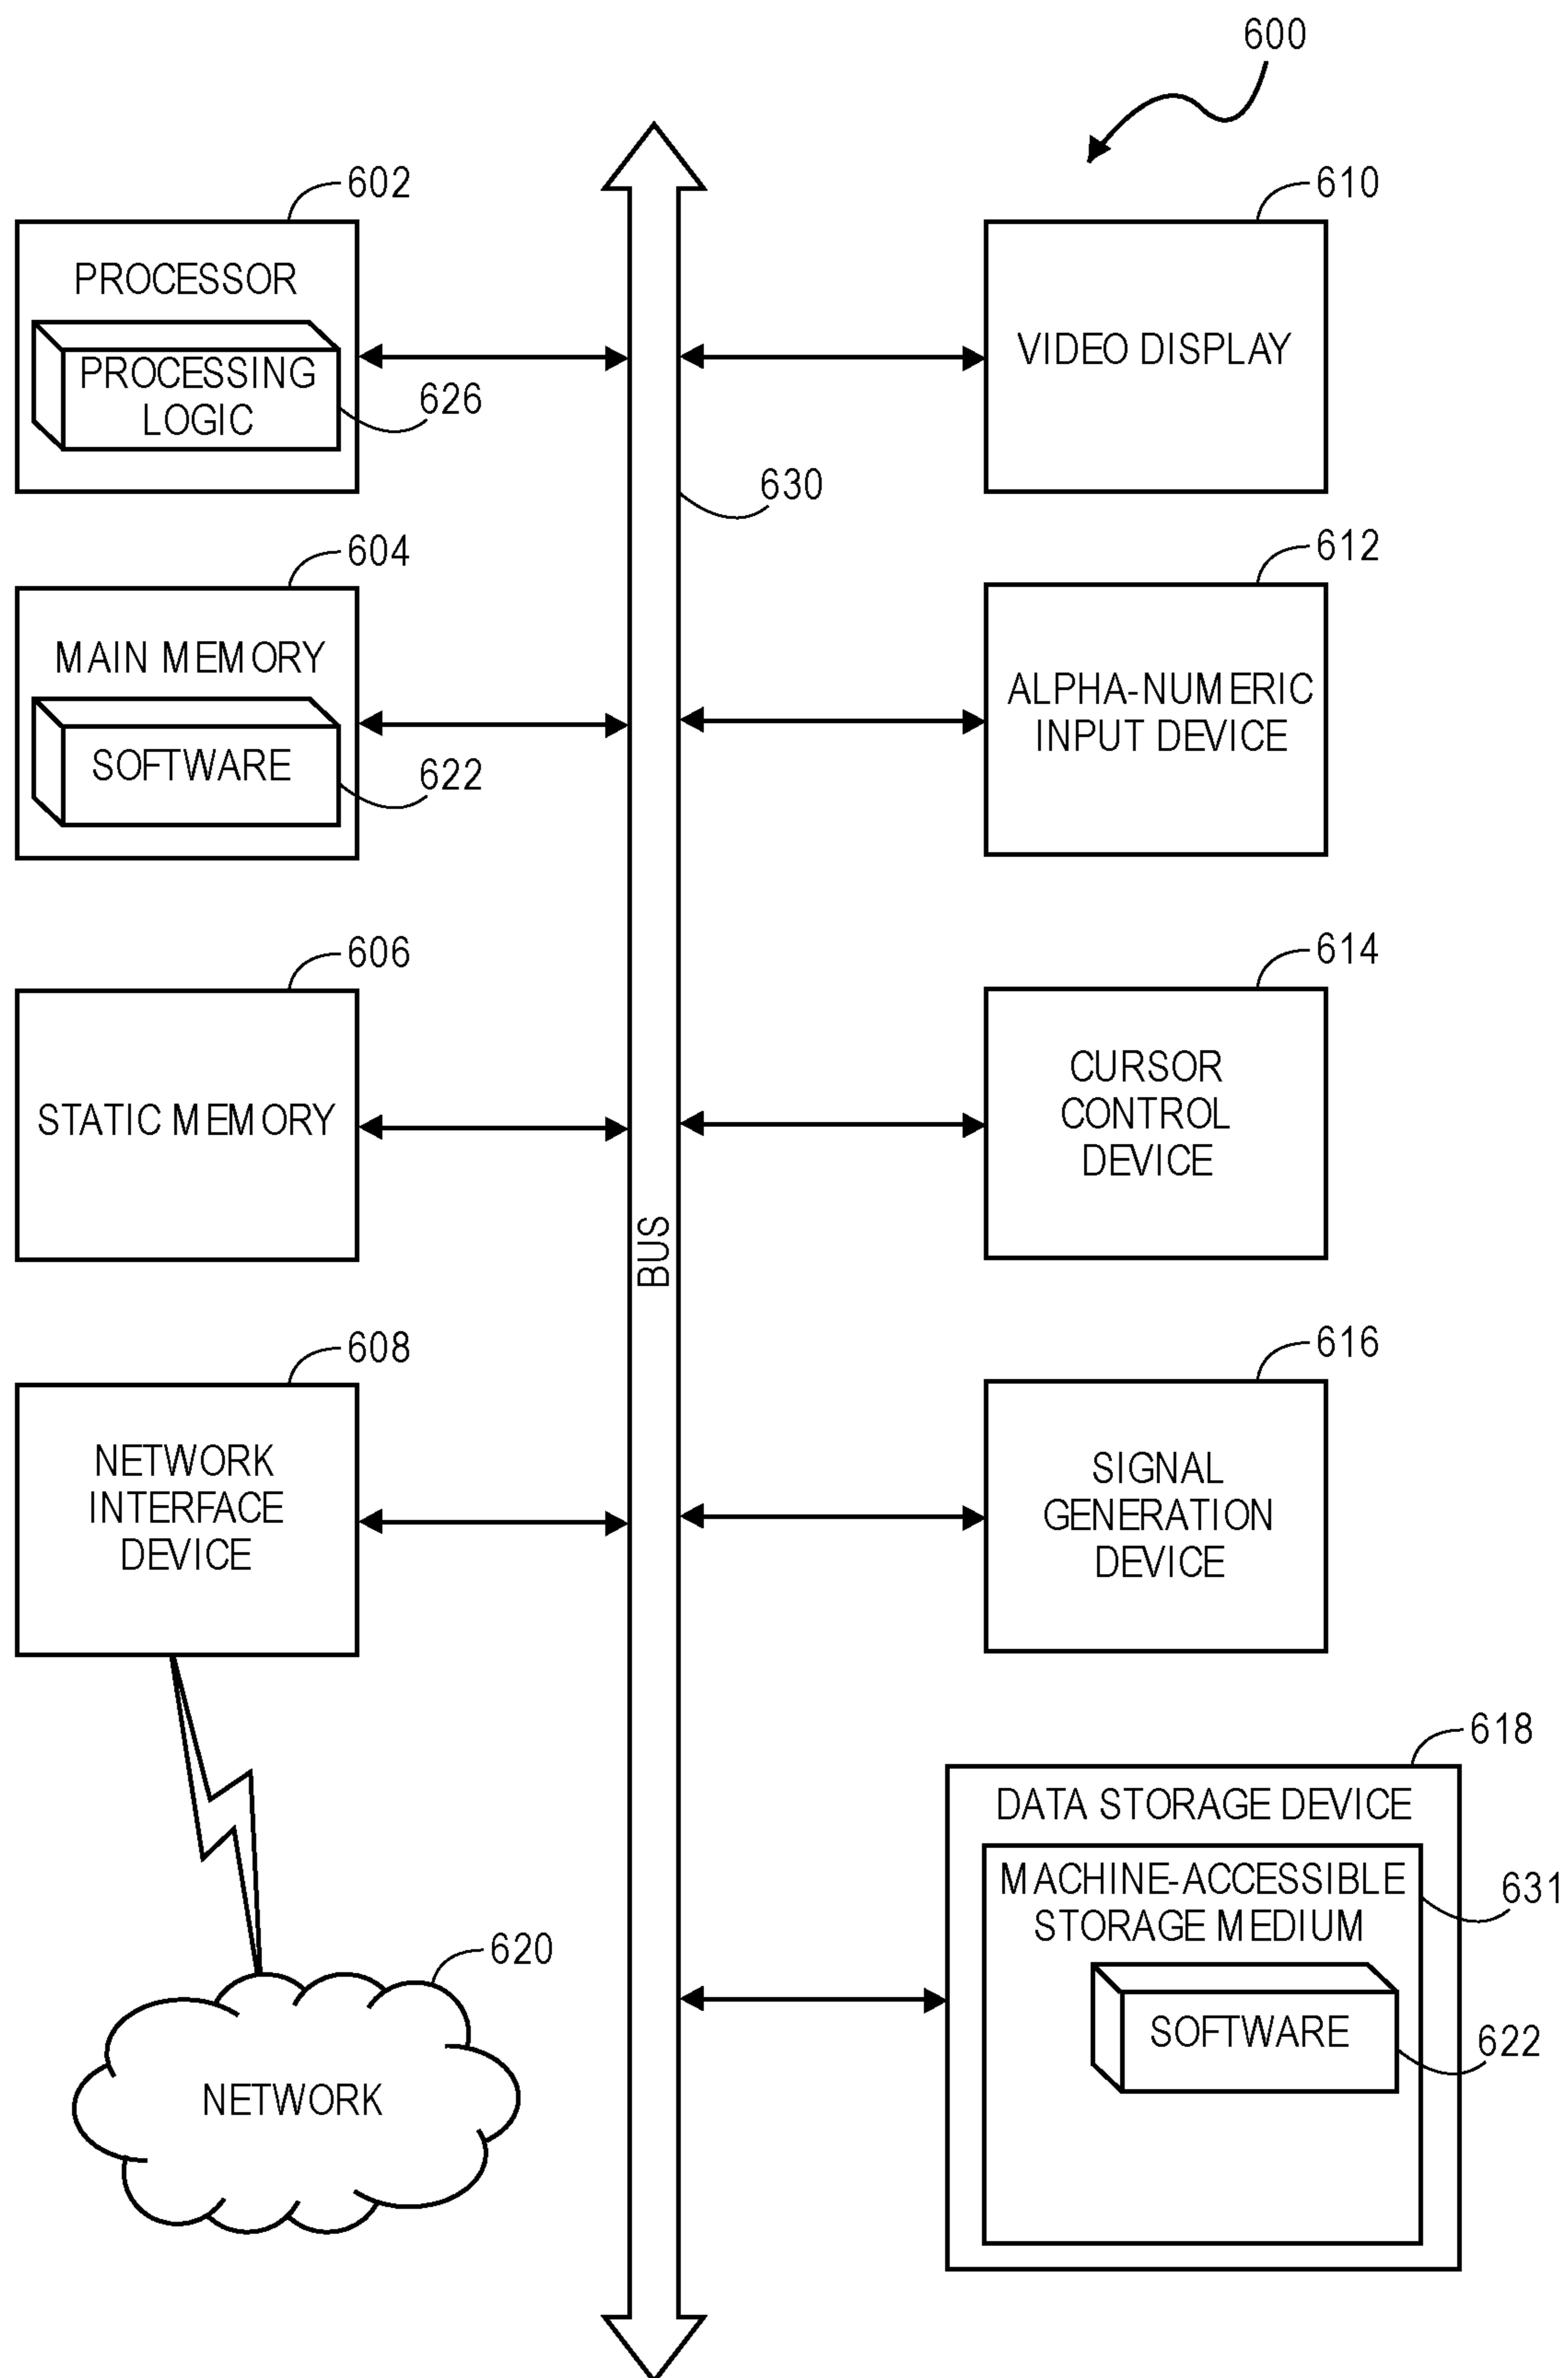 600
602
PROCESSOR
PROCESSING
LOGIC
626
604
MAIN MEMORY
SOFTWARE
622
606
STATIC MEMORY
608
NETWORK
INTERFACE
DEVICE
620
NETWORK
630
BUS
610
VIDEO DISPLAY
612
ALPHA-NUMERIC
INPUT DEVICE
614
CURSOR
CONTROL
DEVICE
616
SIGNAL
GENERATION
DEVICE
618
DATA STORAGE DEVICE
MACHINE-ACCESSIBLE
STORAGE MEDIUM
631
SOFTWARE
622